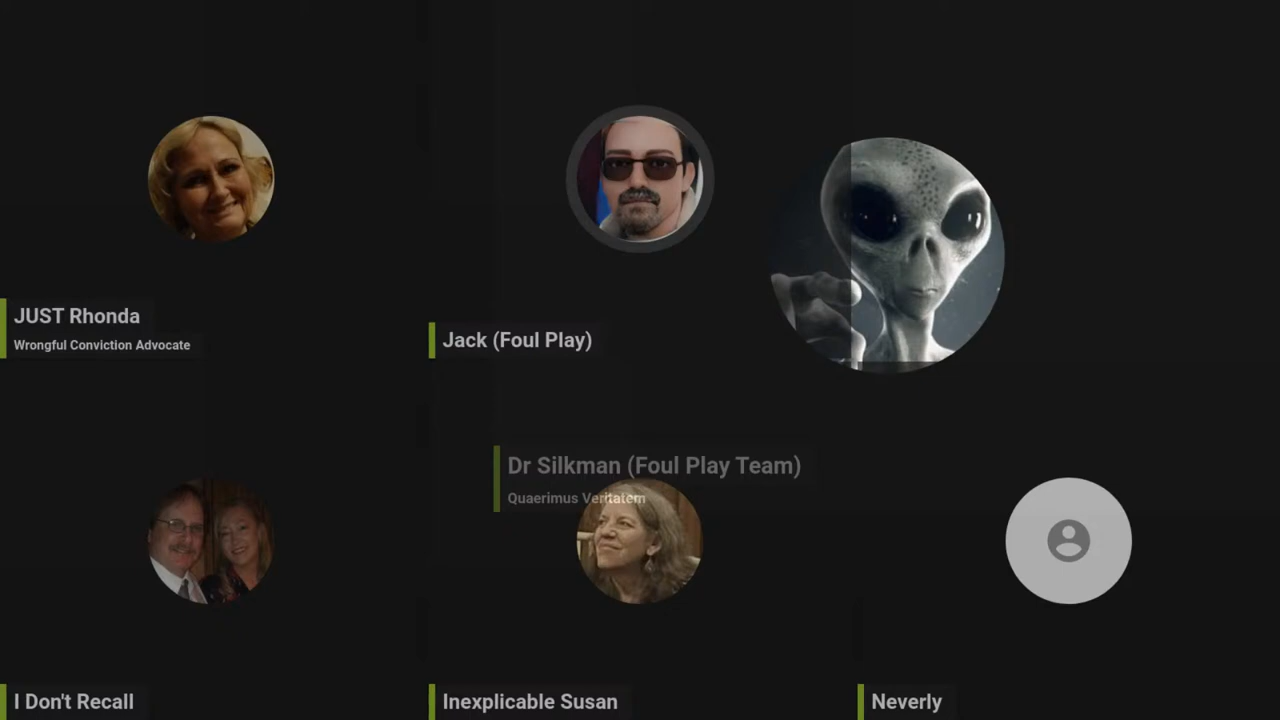 JUST Rhonda
Wrongful Conviction Advocate
Jack (Foul Play)
Dr Silkman (Foul Play Team)
Quaerimus Veritatem
I Don't Recall
Inexplicable Susan
Neverly